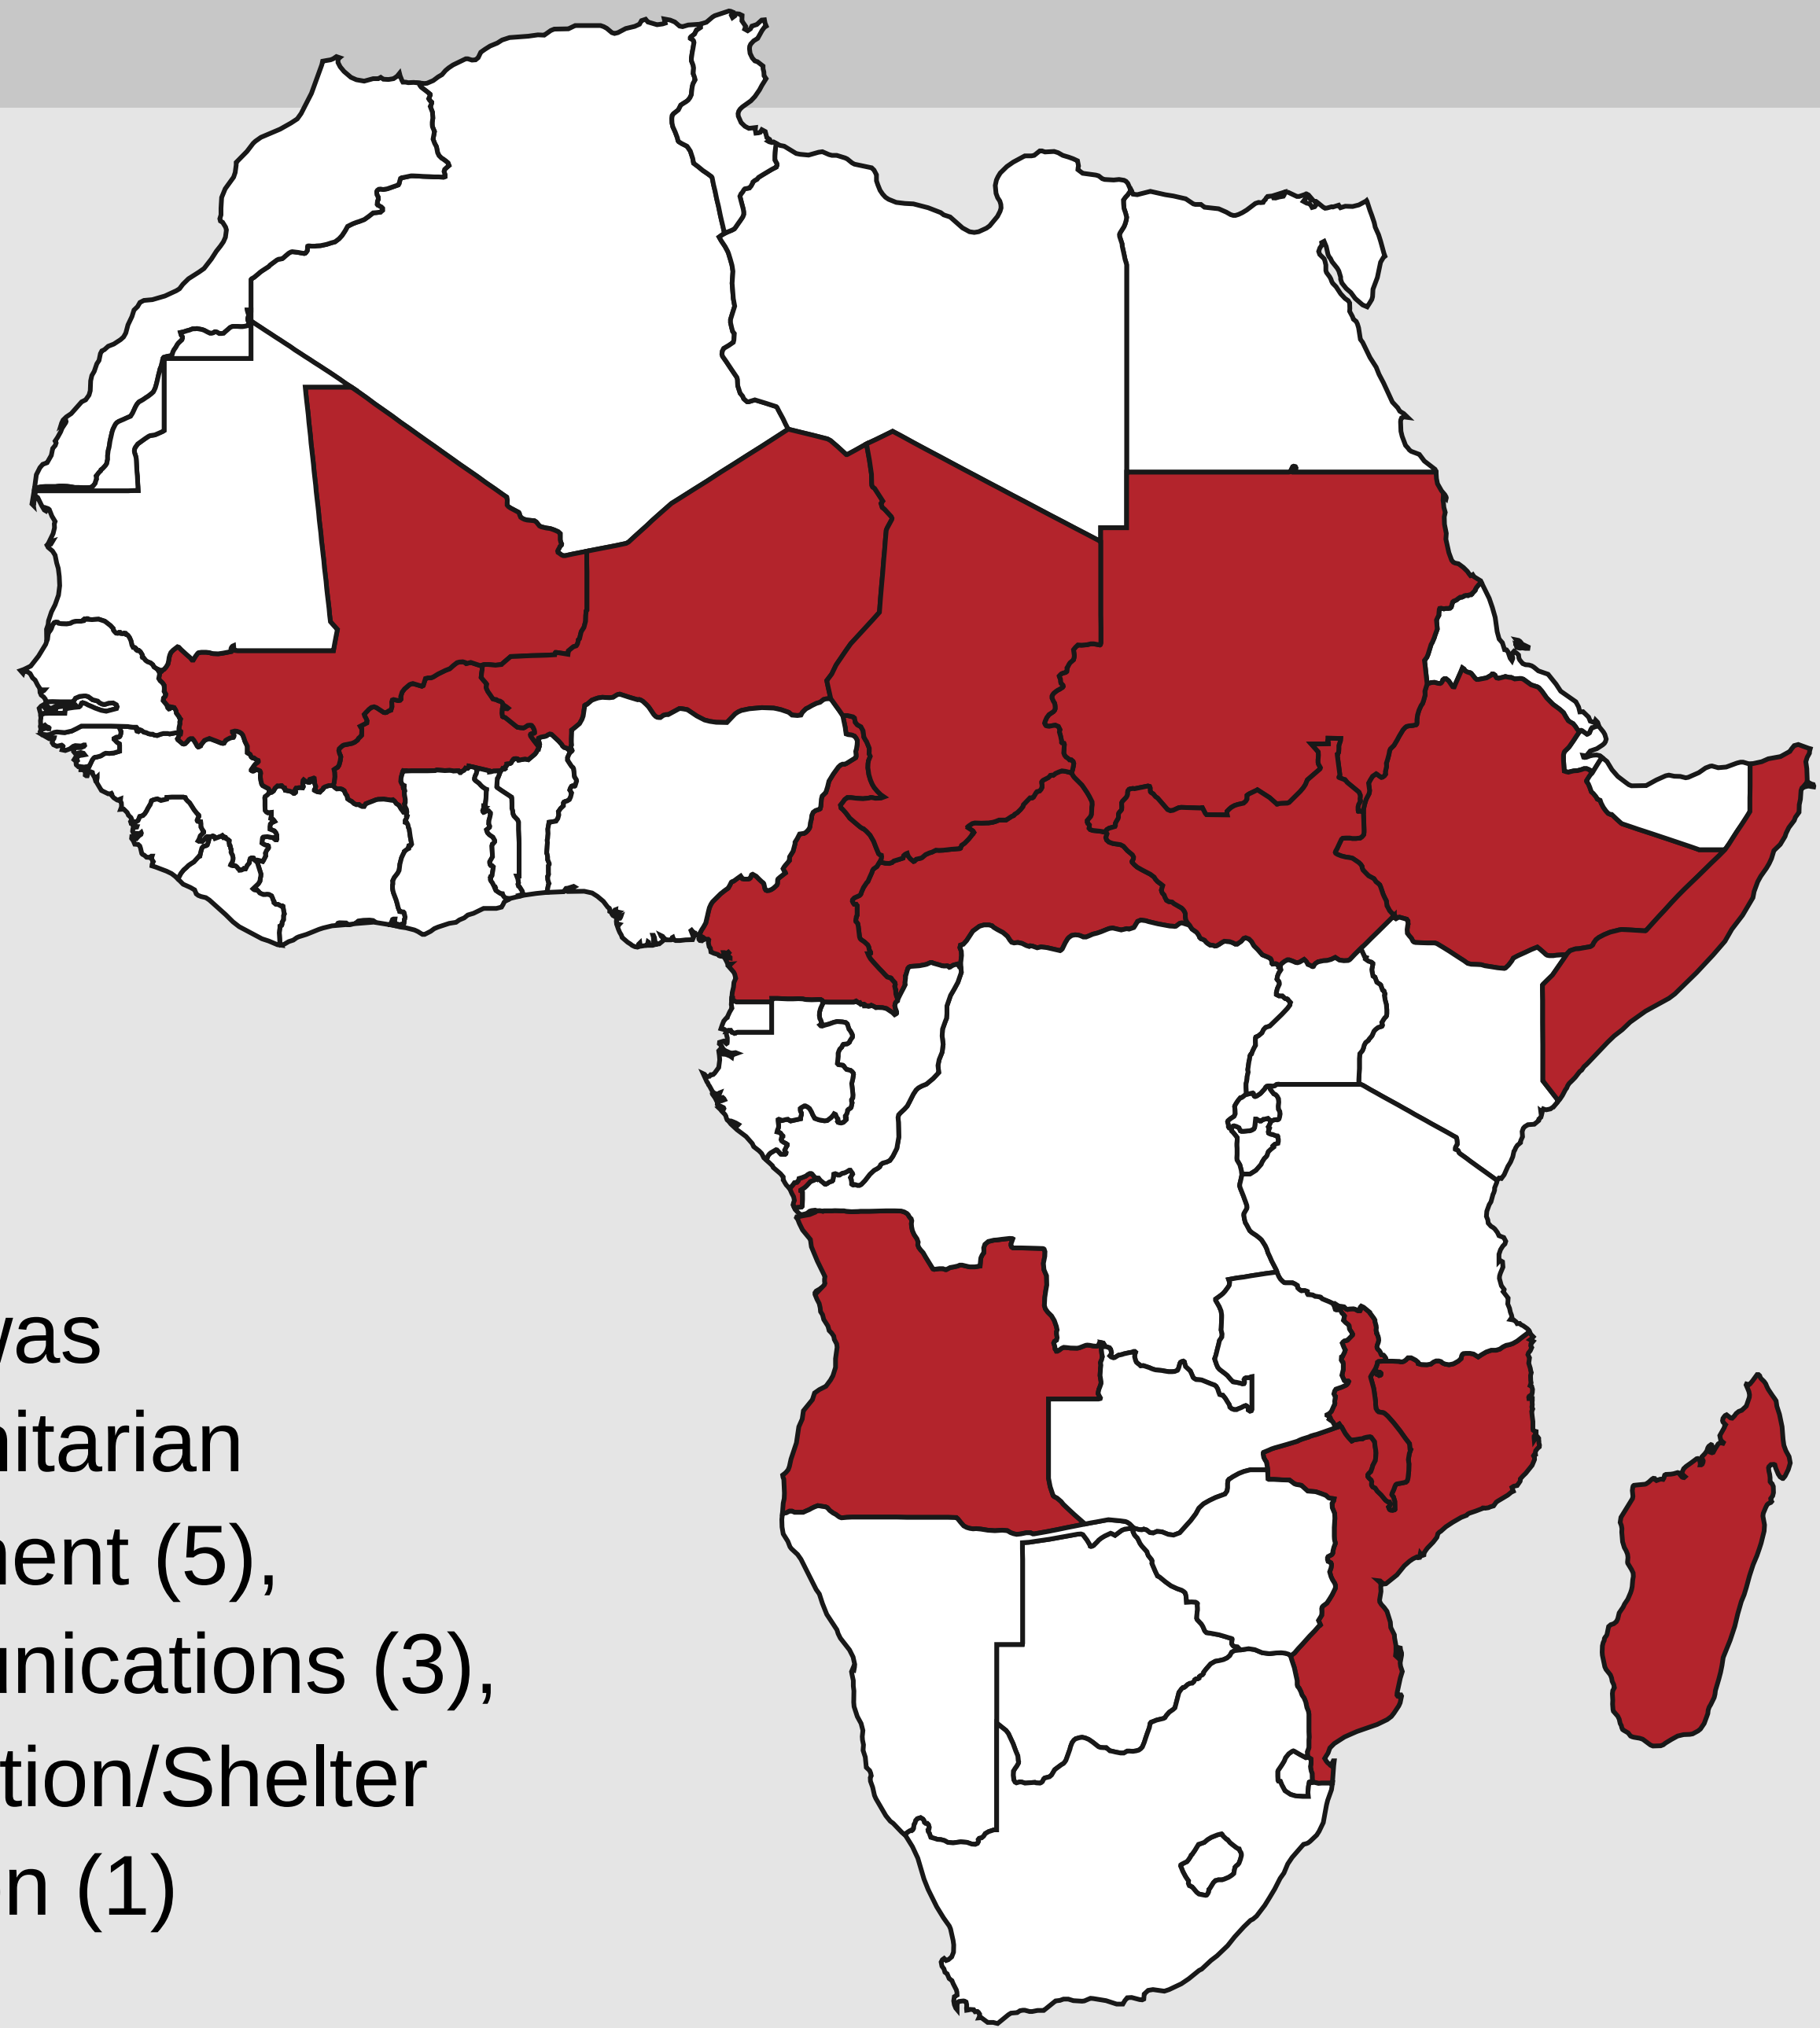 vas
nitarian
nent (5),
unications (3),
tion/Shelter
n (1)